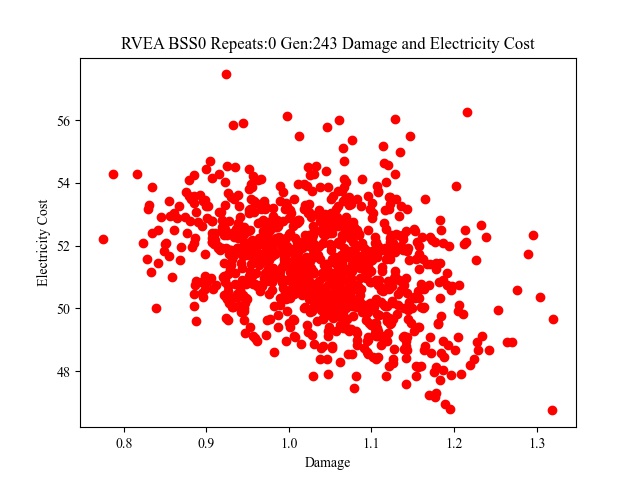 RVEA BSS0 Repeats:0 Gen:243 Damage and Electricity Cost
Electricity Cost
56
54
52
50
48
0.8 0.9 1.0 1.1 1.2 1.3
Damage